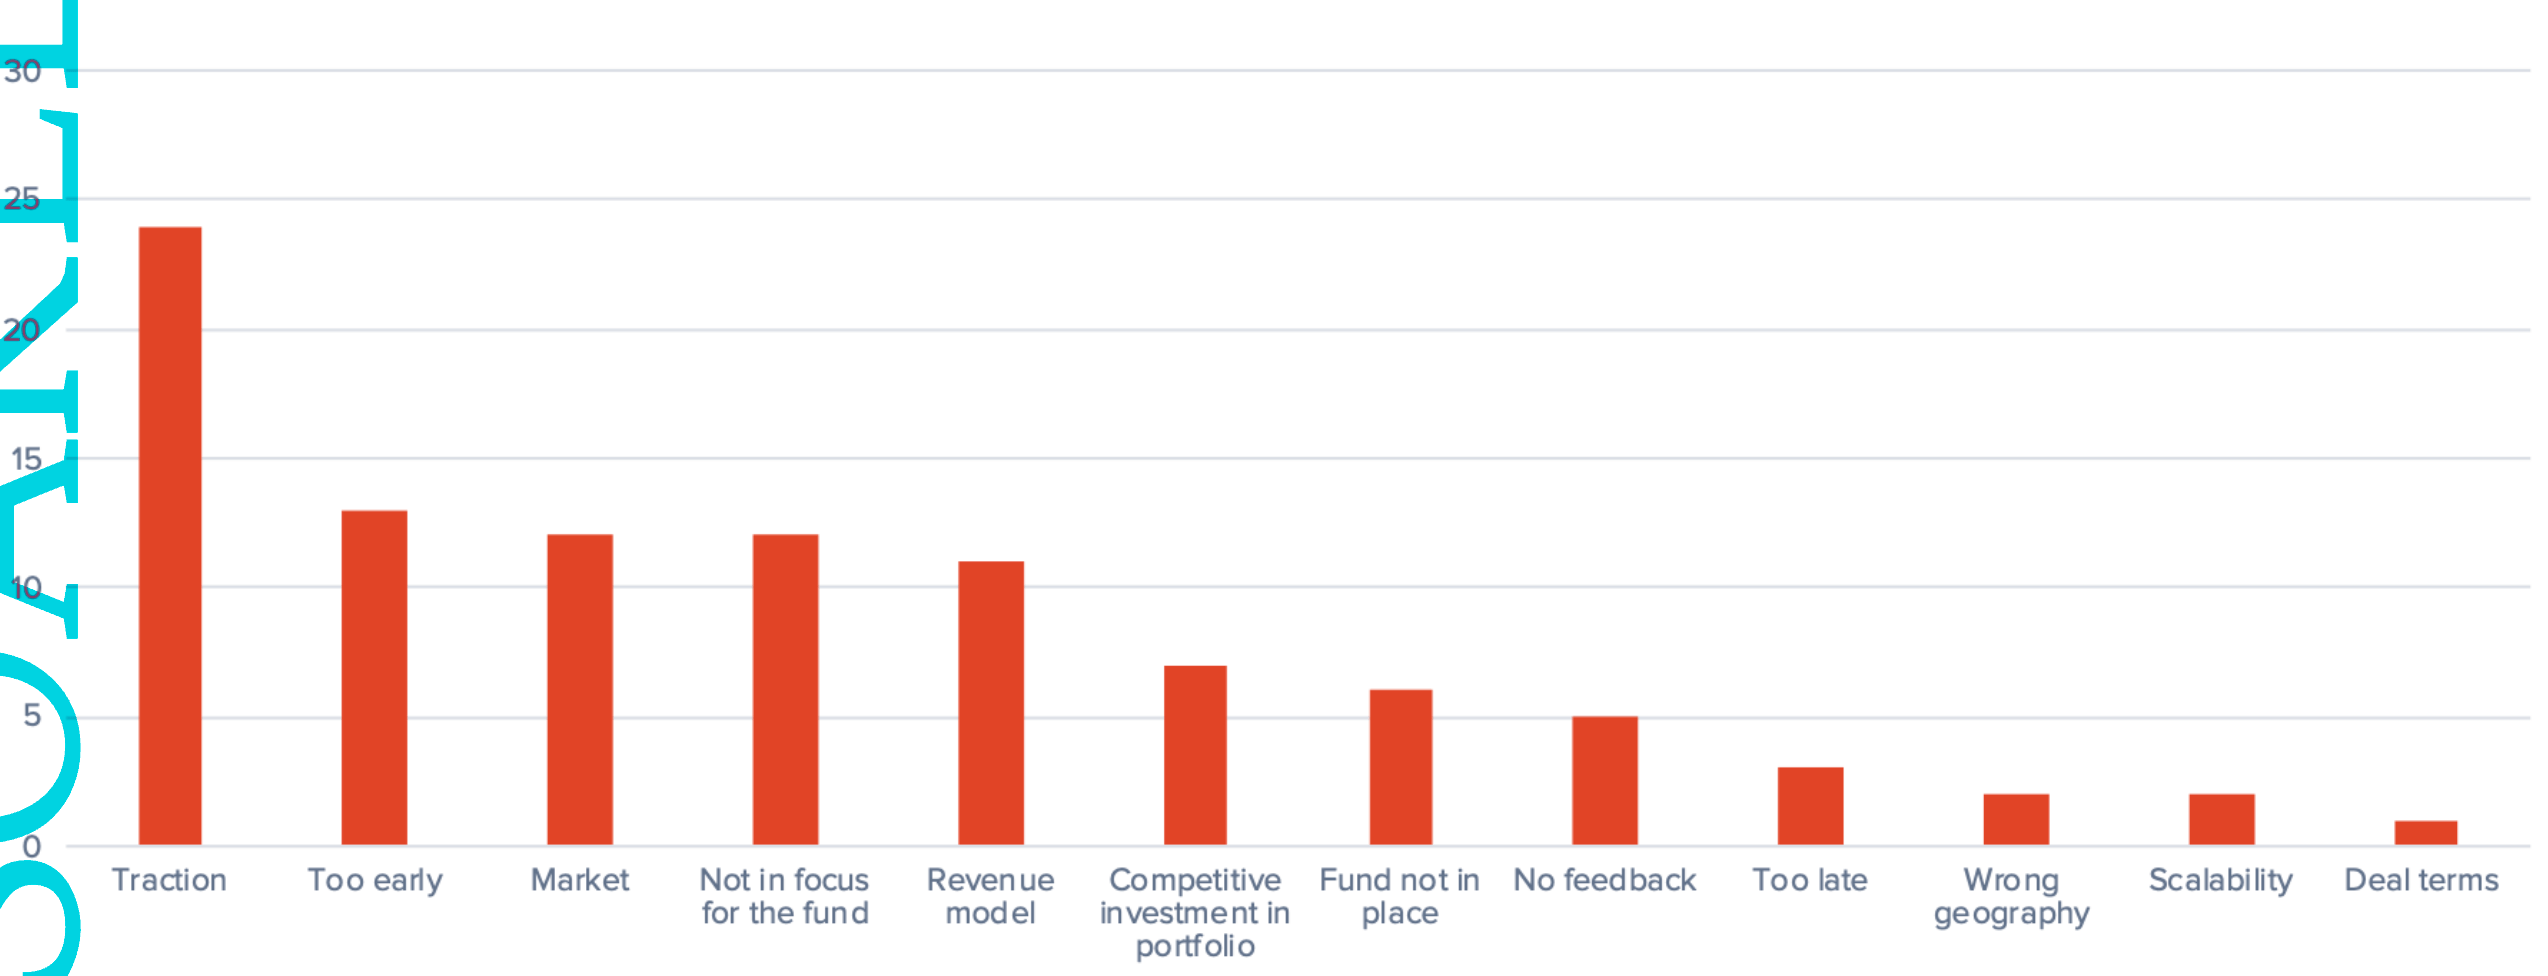 30
25
20
15
10
5
0
Traction
Too early
Market
Not in focus
for the fund
Revenue
model
Competitive
investment in
portfolio
Fund not in
place
No feedback
Too late
Wrong
geography
Scalability
Deal terms